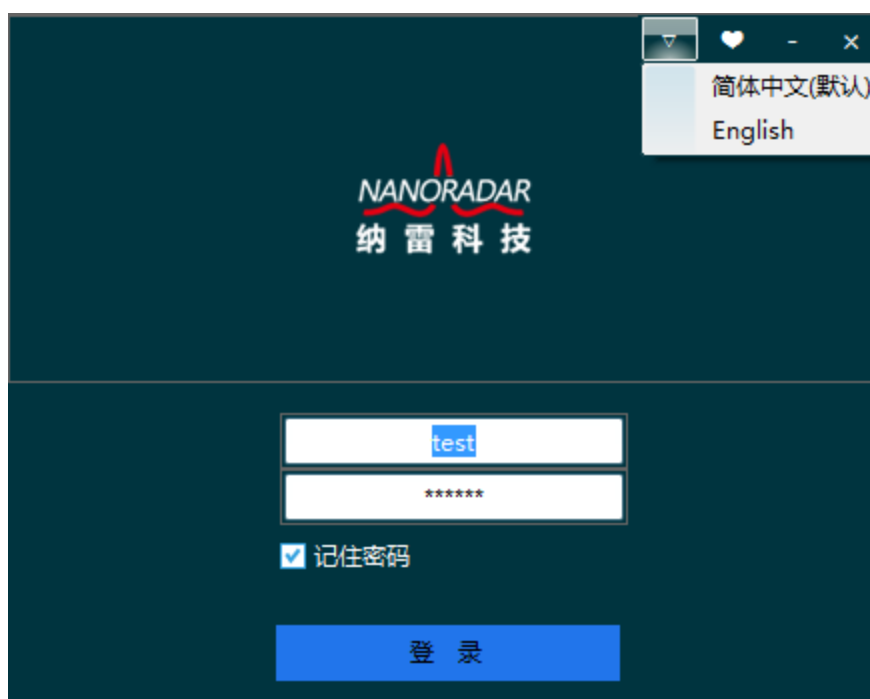 简体中文(默认)
English
NANORADAR
纳雷科技
test
******
记住密码
登 录